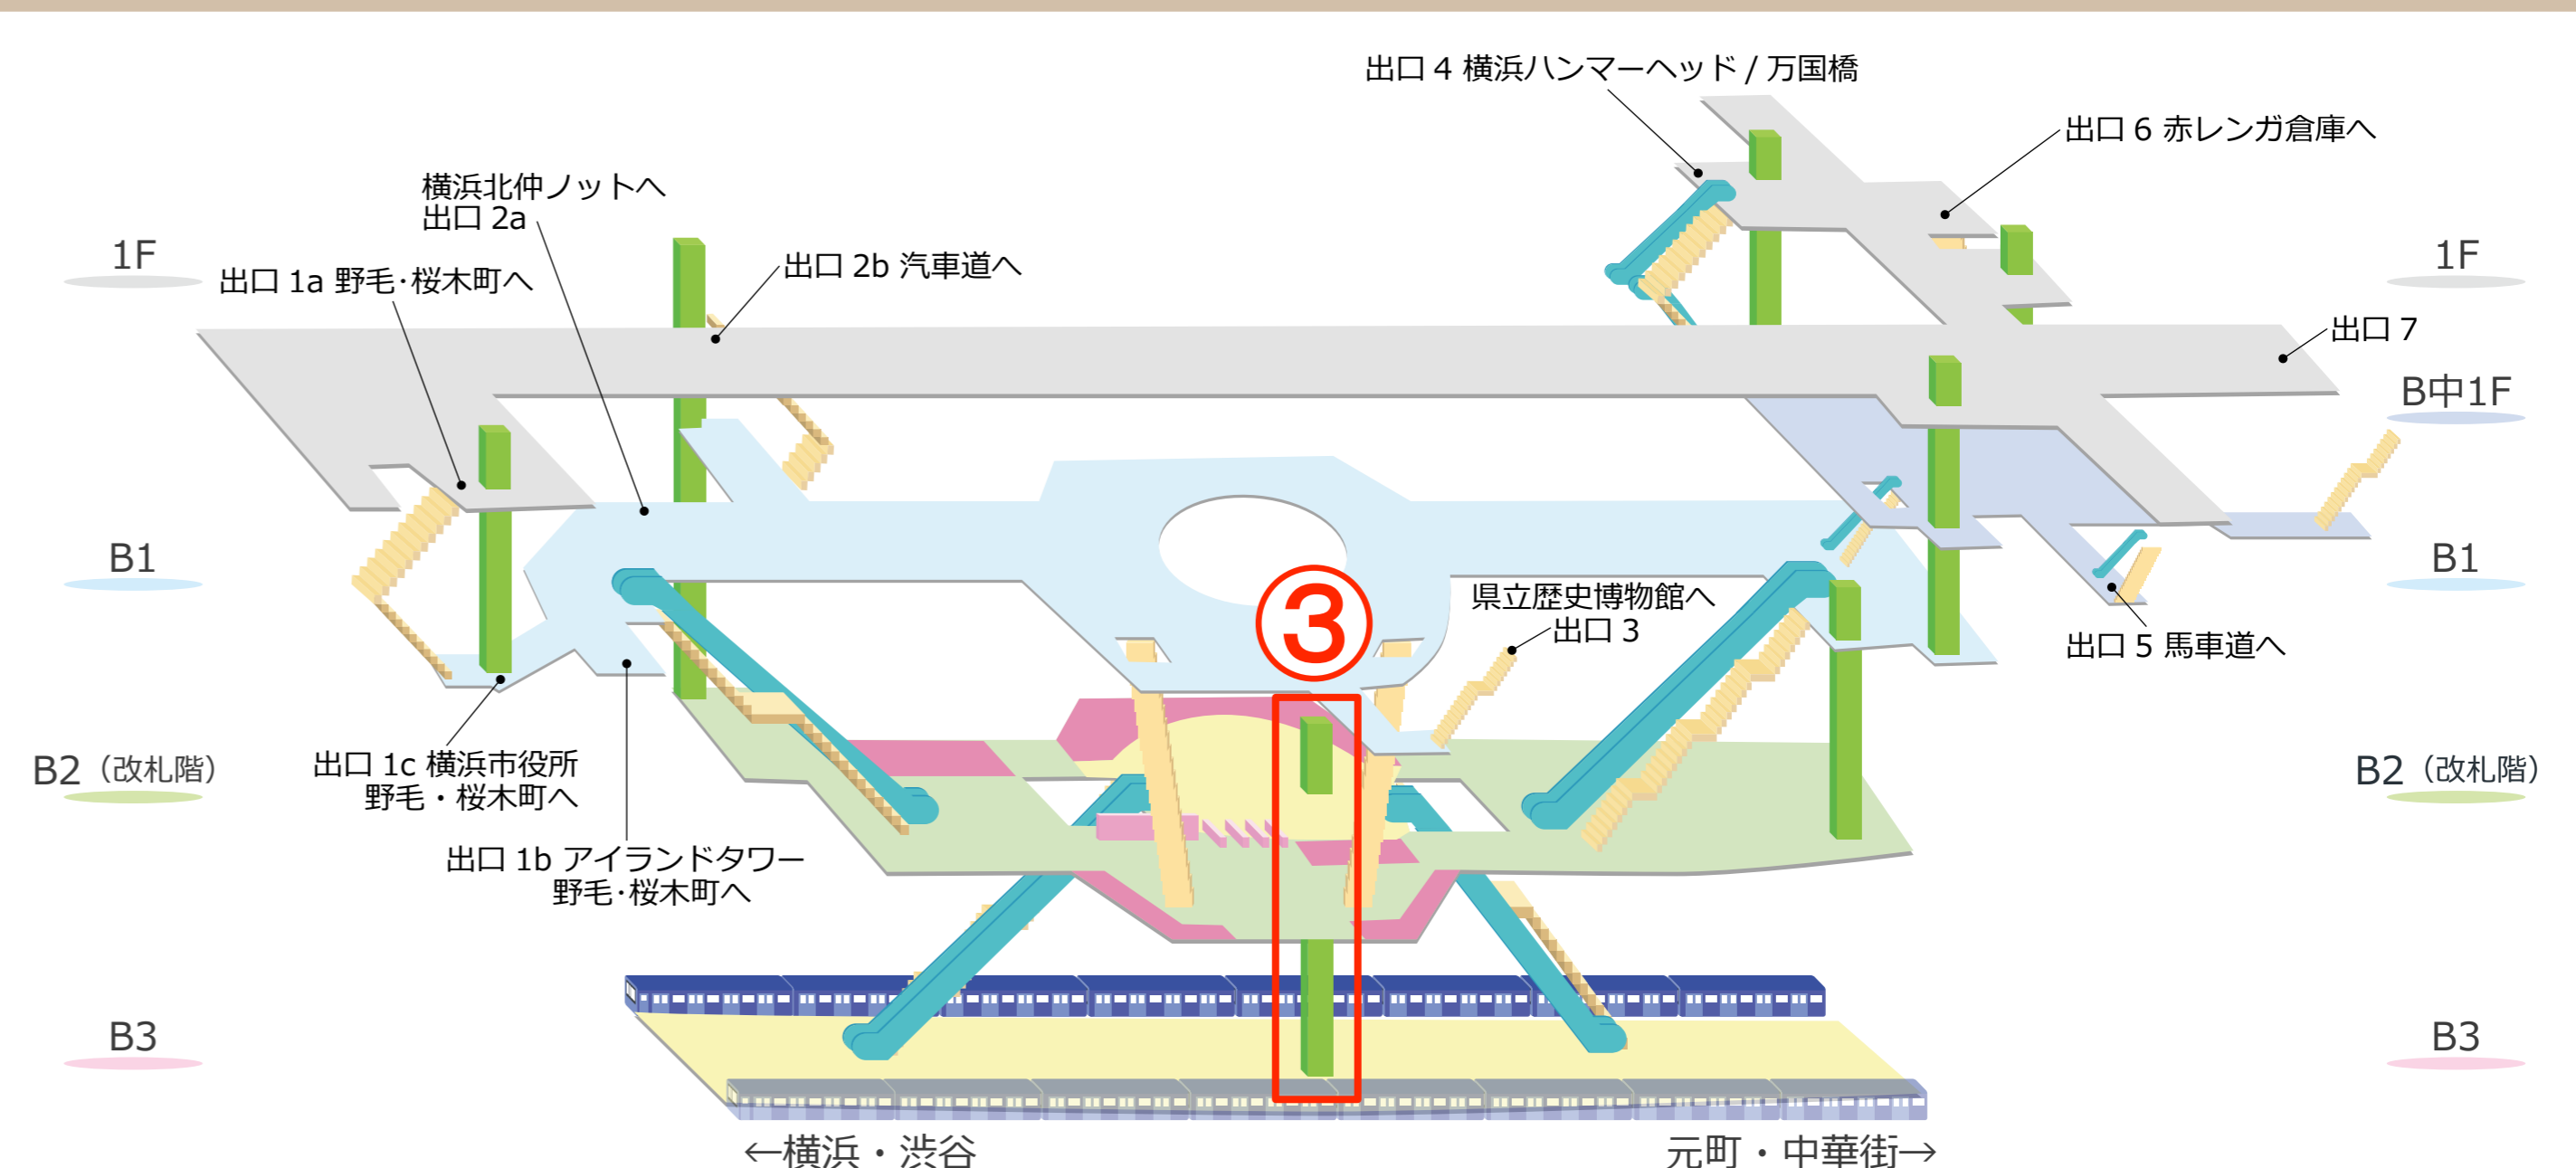 出口 4 横浜ハンマーヘッド / 万国橋
出口 6 赤レンガ倉庫へ
横浜北仲ノットへ
出口 2a
1F
出口 1a 野毛･桜木町へ
出口 2b 汽車道へ
1F
出口 7
B中1F
B1
B1
③
県立歴史博物館へ
出口 3
出口 5 馬車道へ
B2（改札階）
出口 1c 横浜市役所
野毛・桜木町へ
B2（改札階）
出口 1b アイランドタワー
野毛･桜木町へ
B3
B3
←横浜・渋谷
元町・中華街→